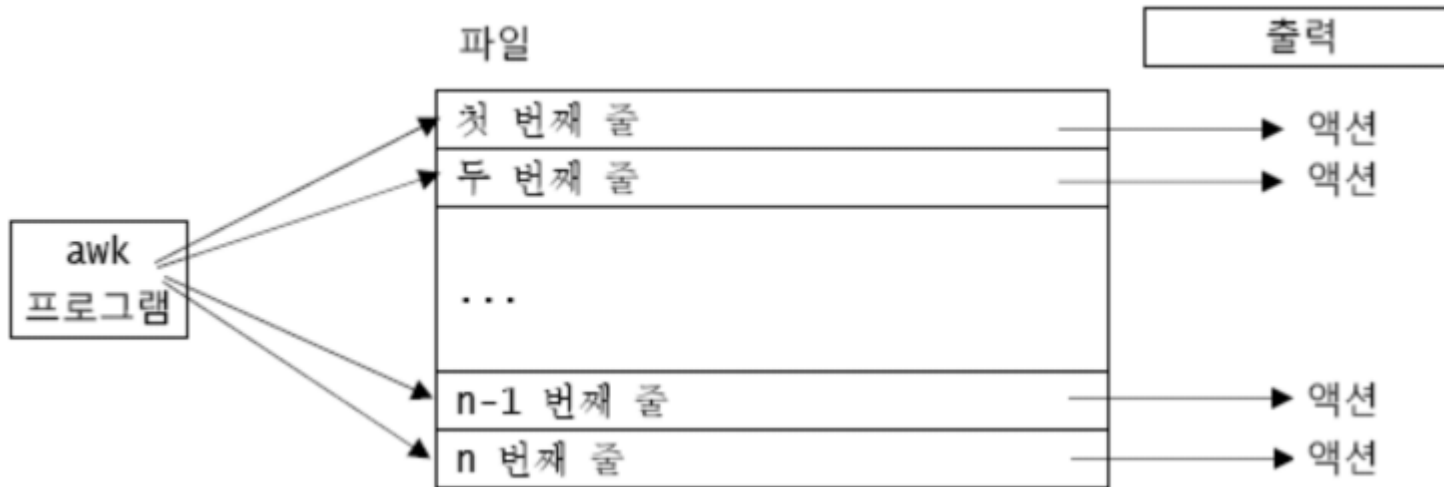 파일
출력
첫 번째 줄
액션
두 번째 줄
액션
awk
프로그램
...
n-1 번째 줄
액션
n 번째 줄
액션